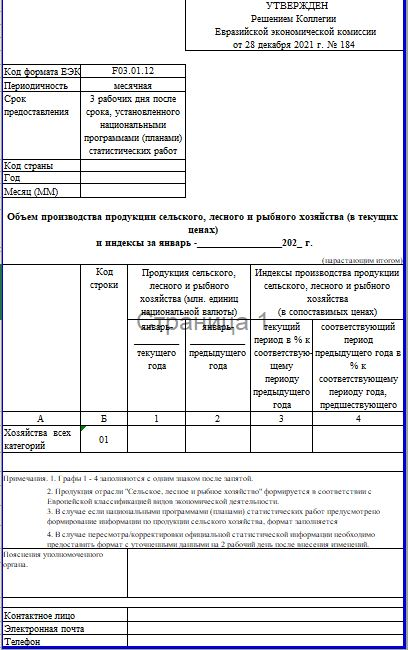 УТВЕРЖДЕН
Решением Коллегии
Евразийской экономической комиссии
от 28 декабря 2021 г. № 184
Код формата ЕЭК F03.01.12
Периодичность месячная
Срок предоставления
3 рабочих дня после
срока, установленного
национальными
программами (планами)
статистических работ
Код страны
Год
Месяц (ММ)
Объем производства продукции сельского, лесного и рыбного хозяйства (в текущих
ценах)
и индексы за январь -_________________202_ г.
(нарастающим итогом)
Код
строки
Продукция сельского,
лесного и рыбного
хозяйства (млн. единиц
национальной валюты)
Индексы производства продукции
сельского, лесного и рыбного
хозяйства
(в сопоставимых ценах)
Страница 1
январь-
_________
текущего
года
январь-
_________
предыдущего
года
текущий
период в % к
соответствую-
щему
периоду
предыдущего
года
соответствующий
период
предыдущего года в
% к
соответствующему
периоду года,
предшествующего
А Б 1 2 3 4
Хозяйства всех
категорий
01
Примечания. 1. Графы 1 - 4 заполняются с одним знаком после запятой.
2. Продукция отрасли "Сельское, лесное и рыбное хозяйство" формируется в соответствии с
Европейской классификацией видов экономической деятельности.
3. В случае если национальными программами (планами) статистических работ предусмотрено
формирование информации по продукции сельского хозяйства, формат заполняется
4. В случае пересмотра/корректировки официальной статистической информации необходимо
предоставить формат с уточненными данными на 2 рабочий день после внесения изменений.
Пояснения уполномоченного
органа.
Контактное лицо
Электронная почта
Телефон